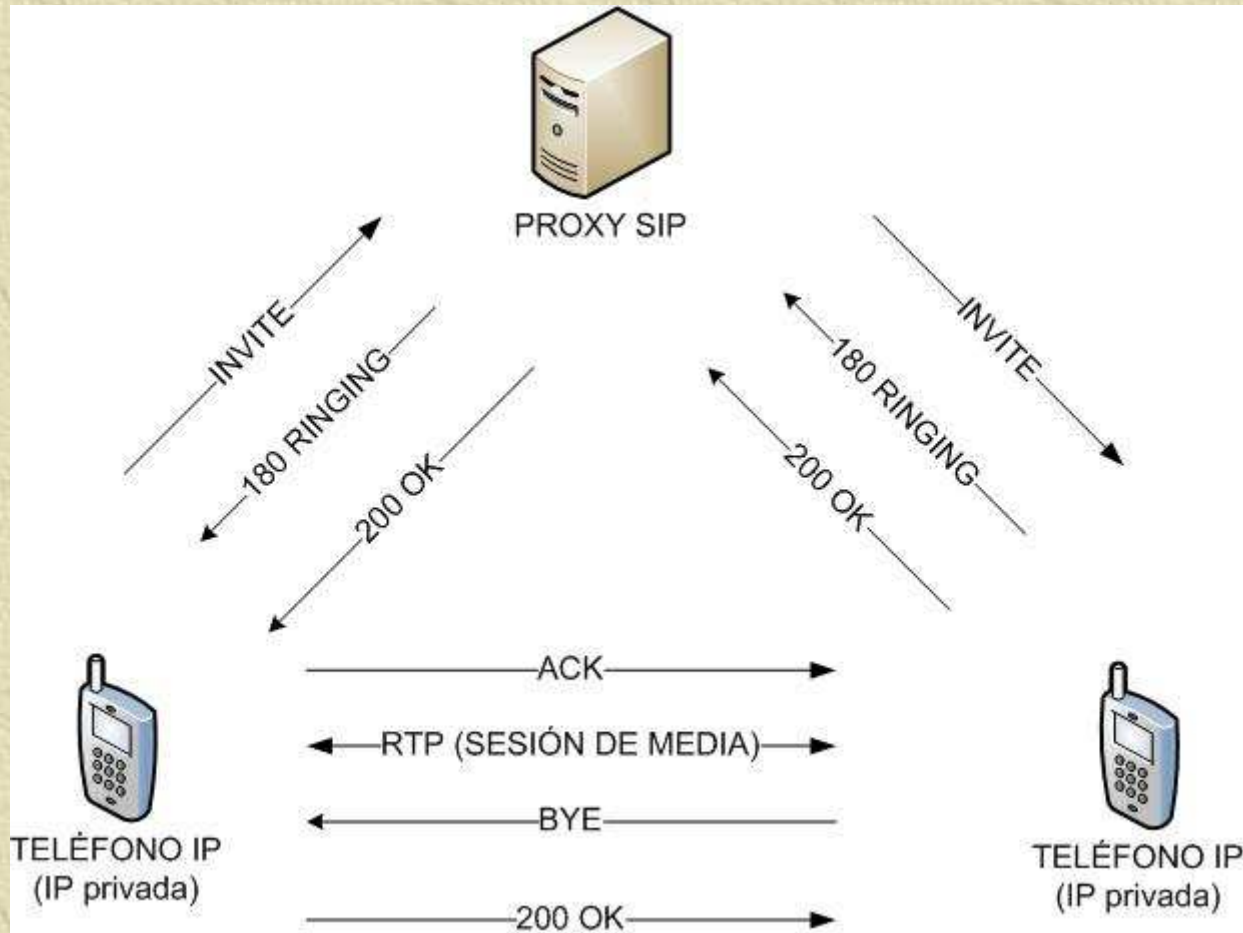 PROXY SIP
INVITE
180 RINGING
200 OK
INVITE
180 RINGING
200 OK
ACK
RTP (SESIÓN DE MEDIA)
BYE
200 OK
TELÉFONO IP
(IP privada)
TELÉFONO IP
(IP privada)